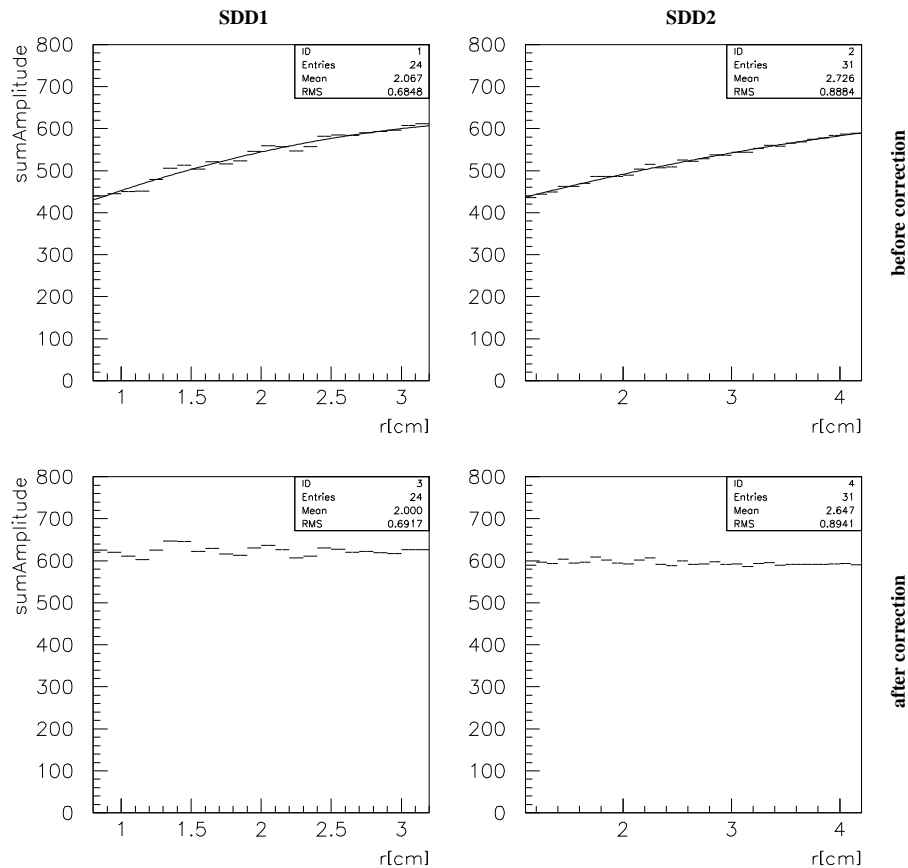 SDD1
SDD2
ID 1
Entries 24
Mean 2.067
RMS 0.6848
sumAmplitude
800
700
600
500
400
300
200
100
0
1 1.5 2 2.5 3
r[cm]
ID 2
Entries 31
Mean 2.726
RMS 0.8884
800
700
600
500
400
300
200
100
0
2 3 4
r[cm]
before correction
ID 3
Entries 24
Mean 2.000
RMS 0.6917
sumAmplitude
800
700
600
500
400
300
200
100
0
1 1.5 2 2.5 3
r[cm]
ID 4
Entries 31
Mean 2.647
RMS 0.8941
800
700
600
500
400
300
200
100
0
2 3 4
r[cm]
after correction